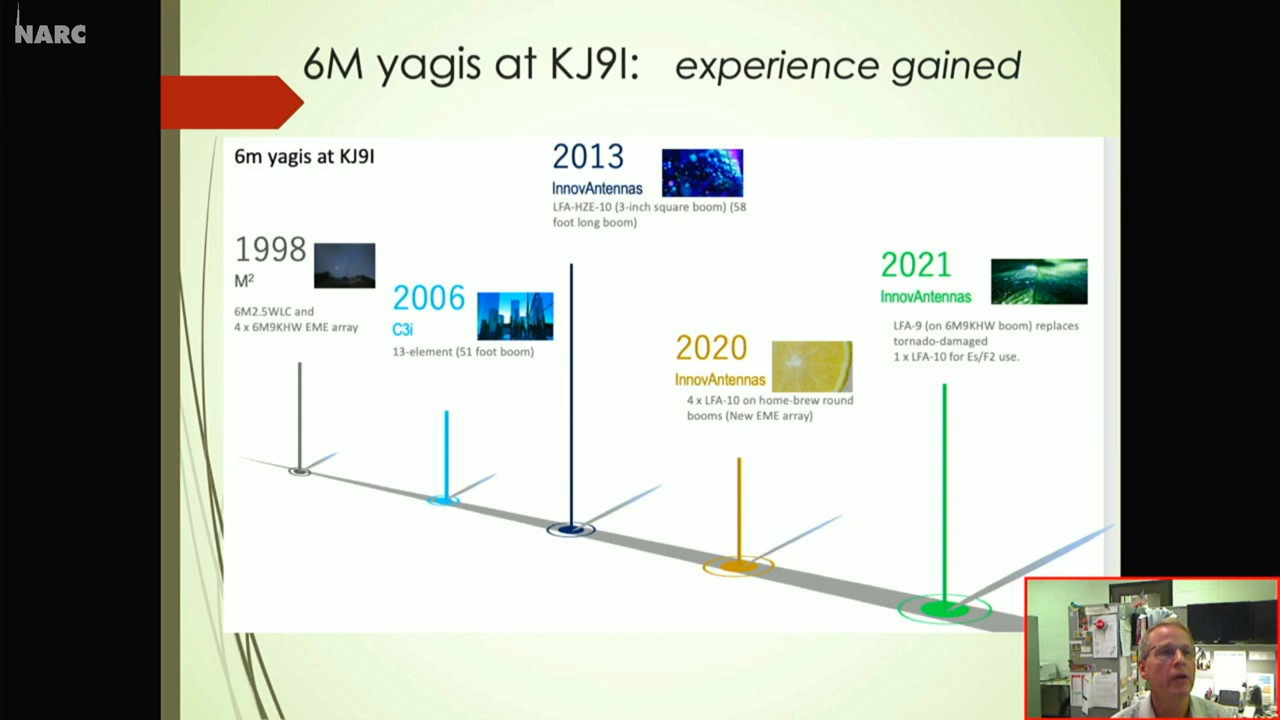 NARC
6M yagis at KJ9I: experience gained
6m yagis at KJ9I
1998
M²
6M2.5WLC and
4 x 6M9KHW EME array
2006
C3i
13-element (51 foot boom)
2013
InnovAntennas
LFA-HZE-10 (3-inch square boom) (58
foot long boom)
2020
InnovAntennas
4 x LFA-10 on home-brew round
booms (New EME array)
2021
InnovAntennas
LFA-9 (on 6M9KHW boom) replaces
tornado-damaged
1 x LFA-10 for Es/F2 use.